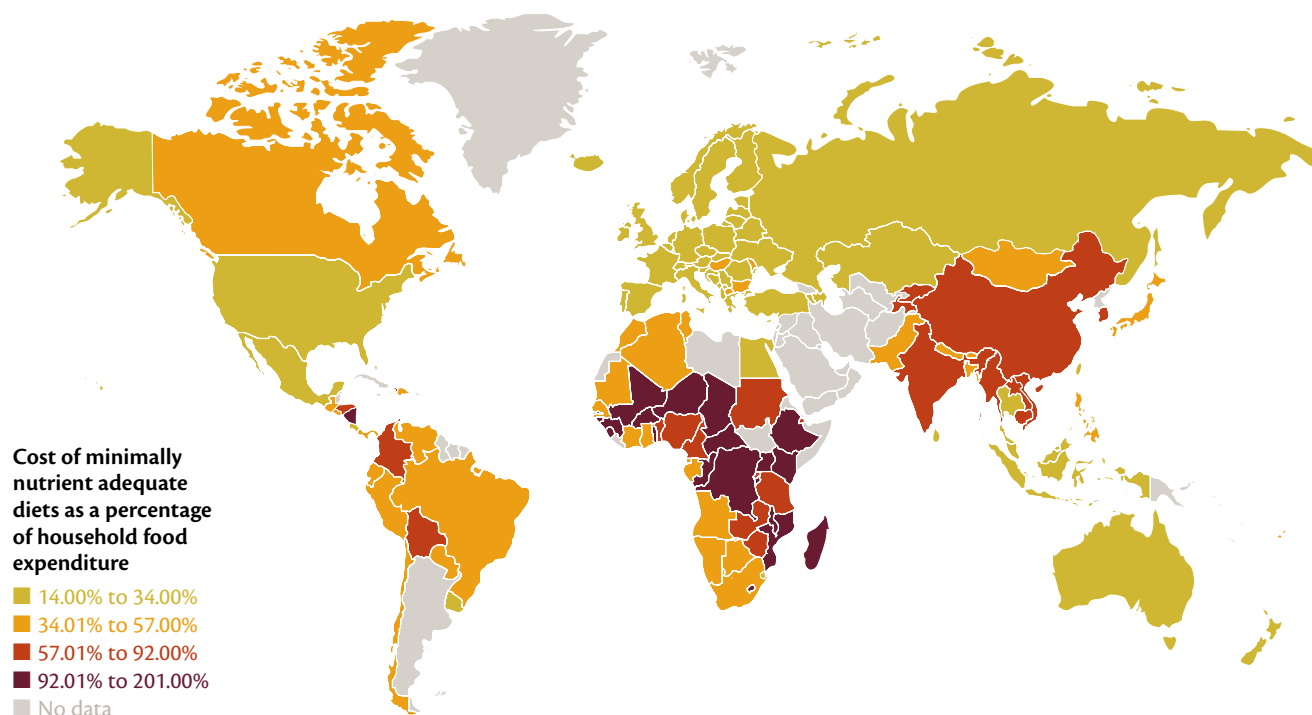 Cost of minimally
nutrient adequate
diets as a percentage
of household food
expenditure
14.00% to 34.00%
34.01% to 57.00%
57.01% to 92.00%
92.01% to 201.00%
No data